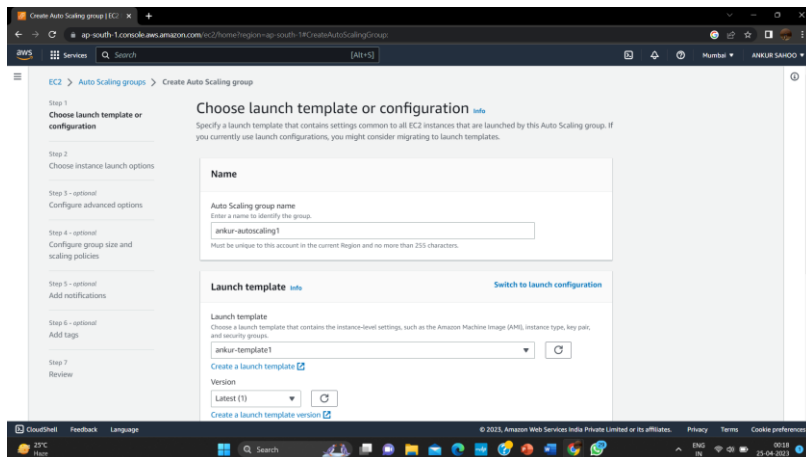 Create Auto Scaling group | EC2
ap-south-1.console.aws.amazon.com/ec2/home?region=ap-south-1#CreateAutoScalingGroup:
aws Services Search [Alt+S] Mumbai ANKUR SAHOO
EC2 > Auto Scaling groups > Create Auto Scaling group
Step 1
Choose launch template or
configuration
Step 2
Choose instance launch options
Step 3 - optional
Configure advanced options
Step 4 - optional
Configure group size and
scaling policies
Step 5 - optional
Add notifications
Step 6 - optional
Add tags
Step 7
Review
Choose launch template or configuration Info
Specify a launch template that contains settings common to all EC2 instances that are launched by this Auto Scaling group. If
you currently use launch configurations, you might consider migrating to launch templates.
Name
Auto Scaling group name
Enter a name to identify the group.
ankur-autoscaling1
Must be unique to this account in the current Region and no more than 255 characters.
Launch template Info Switch to launch configuration
Launch template
Choose a launch template that contains the instance-level settings, such as the Amazon Machine Image (AMI), instance type, key pair,
and security groups.
ankur-template1
Create a launch template
Version
Latest (1)
Create a launch template version
CloudShell Feedback Language © 2023, Amazon Web Services India Private Limited or its affiliates. Privacy Terms Cookie preferences
25°C
Haze
Search
ENG
IN
00:18
25-04-2023